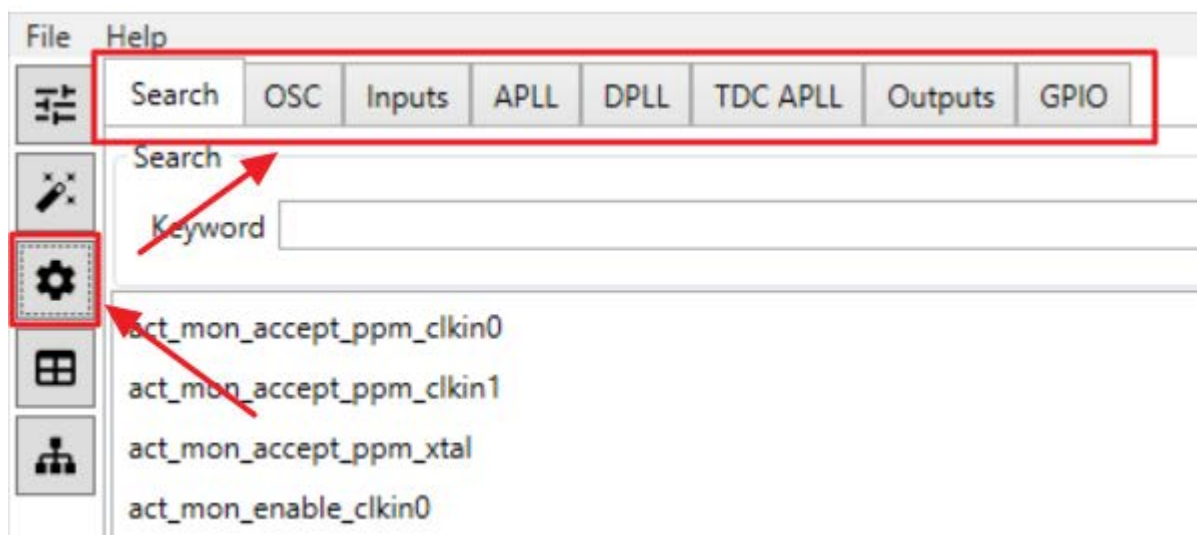 File Help
Search OSC Inputs APLL DPLL TDC APLL Outputs GPIO
Search
Keyword
act_mon_accept_ppm_clkin0
act_mon_accept_ppm_clkin1
act_mon_accept_ppm_xtal
act_mon_enable_clkin0